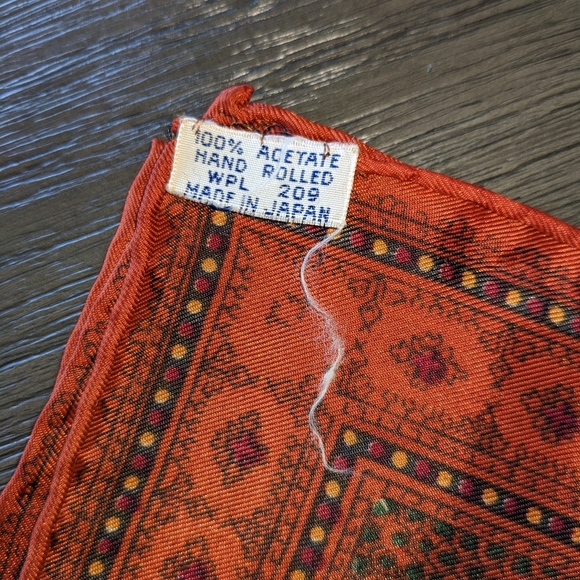 100% ACETATE
HAND ROLLED
WPL 209
MADE IN JAPAN